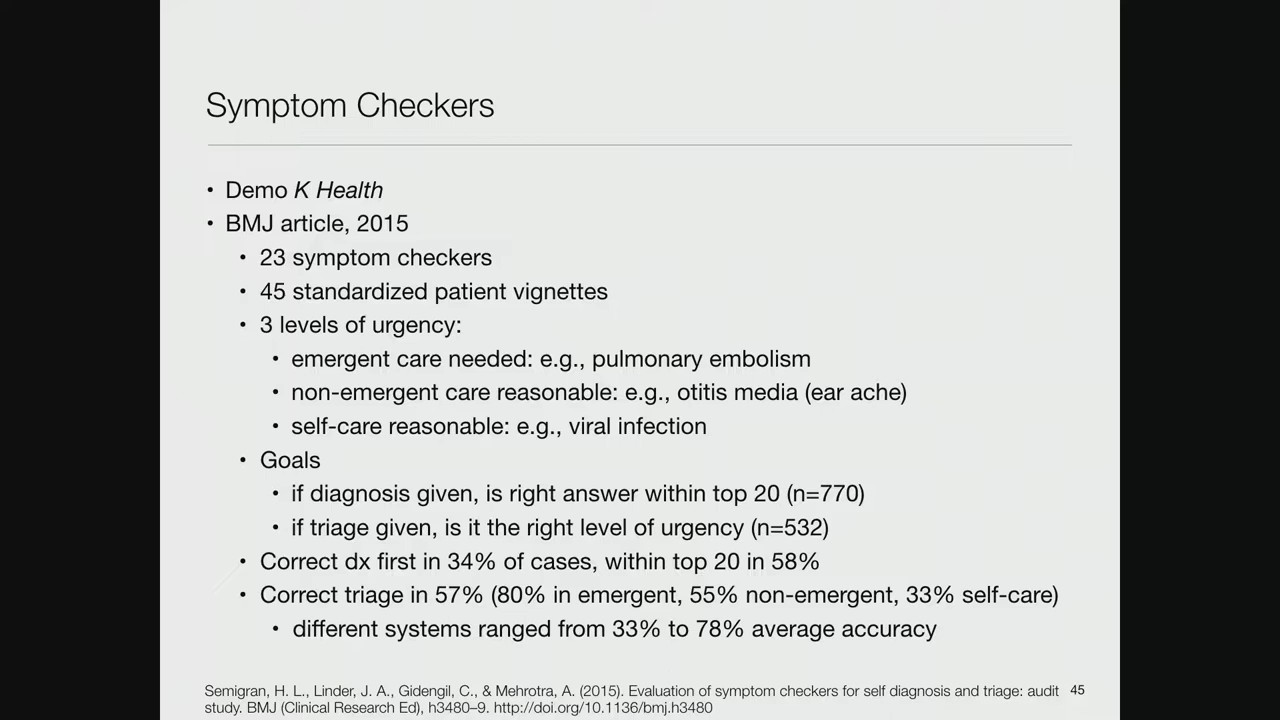 Symptom Checkers
• Demo K Health
• BMJ article, 2015
• 23 symptom checkers
• 45 standardized patient vignettes
• 3 levels of urgency:
• emergent care needed: e.g., pulmonary embolism
• non-emergent care reasonable: e.g., otitis media (ear ache)
• self-care reasonable: e.g., viral infection
• Goals
• if diagnosis given, is right answer within top 20 (n=770)
• if triage given, is it the right level of urgency (n=532)
• Correct dx first in 34% of cases, within top 20 in 58%
• Correct triage in 57% (80% in emergent, 55% non-emergent, 33% self-care)
• different systems ranged from 33% to 78% average accuracy
Semigran, H. L., Linder, J. A., Gidengil, C., & Mehrotra, A. (2015). Evaluation of symptom checkers for self diagnosis and triage: audit
study. BMJ (Clinical Research Ed), h3480–9. http://doi.org/10.1136/bmj.h3480
45